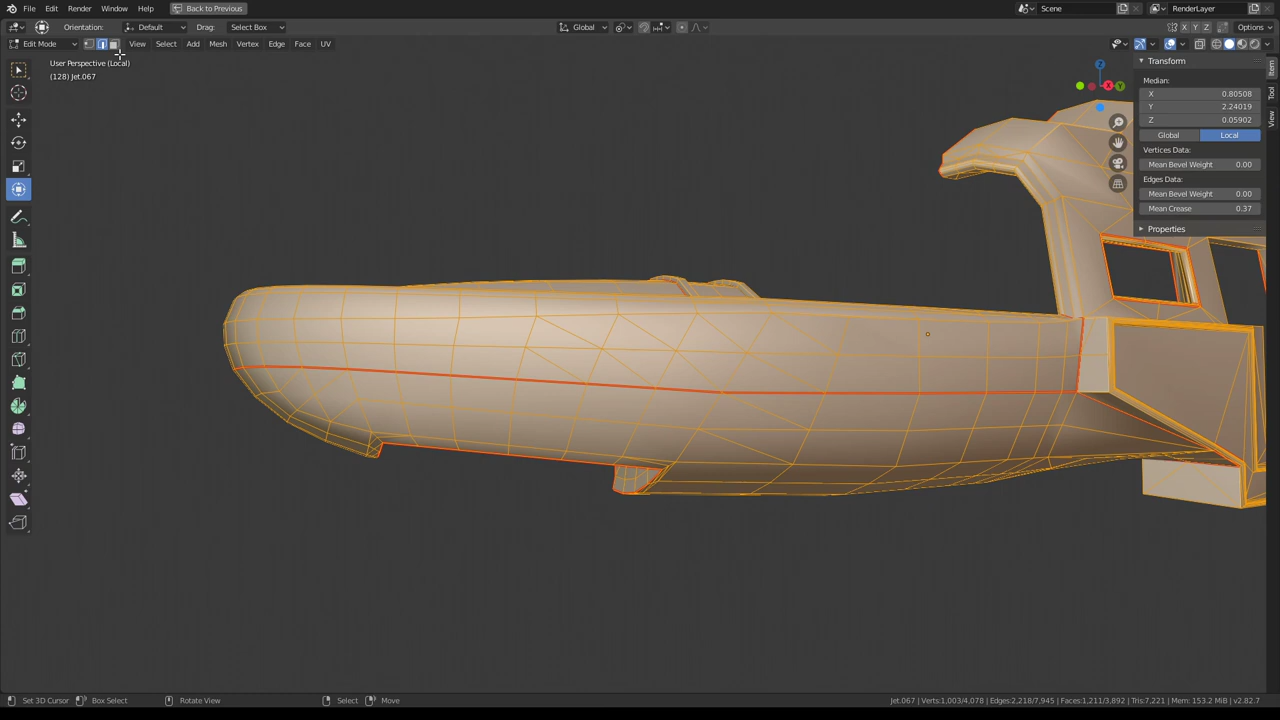 File Edit Render Window Help Back to Previous Scene RenderLayer
Orientation: Default Drag: Select Box Global X Y Z Options
Edit Mode View Select Add Mesh Vertex Edge Face UV
User Perspective (Local)
(128) Jet.067
Z
X Y
Transform
Median:
X 0.80508
Y 2.24019
Z 0.05902
Global Local
Vertices Data:
Mean Bevel Weight 0.00
Edges Data:
Mean Bevel Weight 0.00
Mean Crease 0.37
Properties
Item
Tool
View
Set 3D Cursor Box Select Rotate View Select Move Jet.067 | Verts:1,003/4,078 | Edges:2,218/7,945 | Faces:1,211/3,892 | Tris:7,221 | Mem: 153.2 MiB | v2.82.7